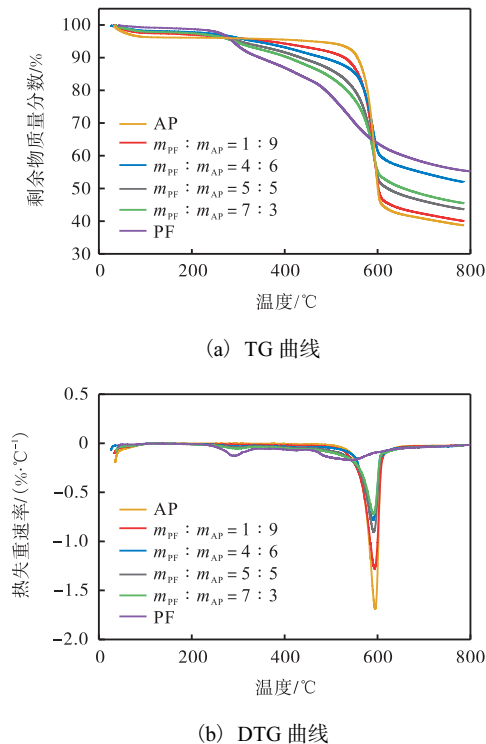 剩余物质量分数/%
100
90
80
70
60
50
40
30
AP
mPF∶mAP=1∶9
mPF∶mAP=4∶6
mPF∶mAP=5∶5
mPF∶mAP=7∶3
PF
0 200 400 600 800
温度/℃
(a) TG 曲线
热失重速率/(%·℃⁻¹)
0.5
0
-0.5
-1.0
-1.5
-2.0
AP
mPF∶mAP=1∶9
mPF∶mAP=4∶6
mPF∶mAP=5∶5
mPF∶mAP=7∶3
PF
0 200 400 600 800
温度/℃
(b) DTG 曲线